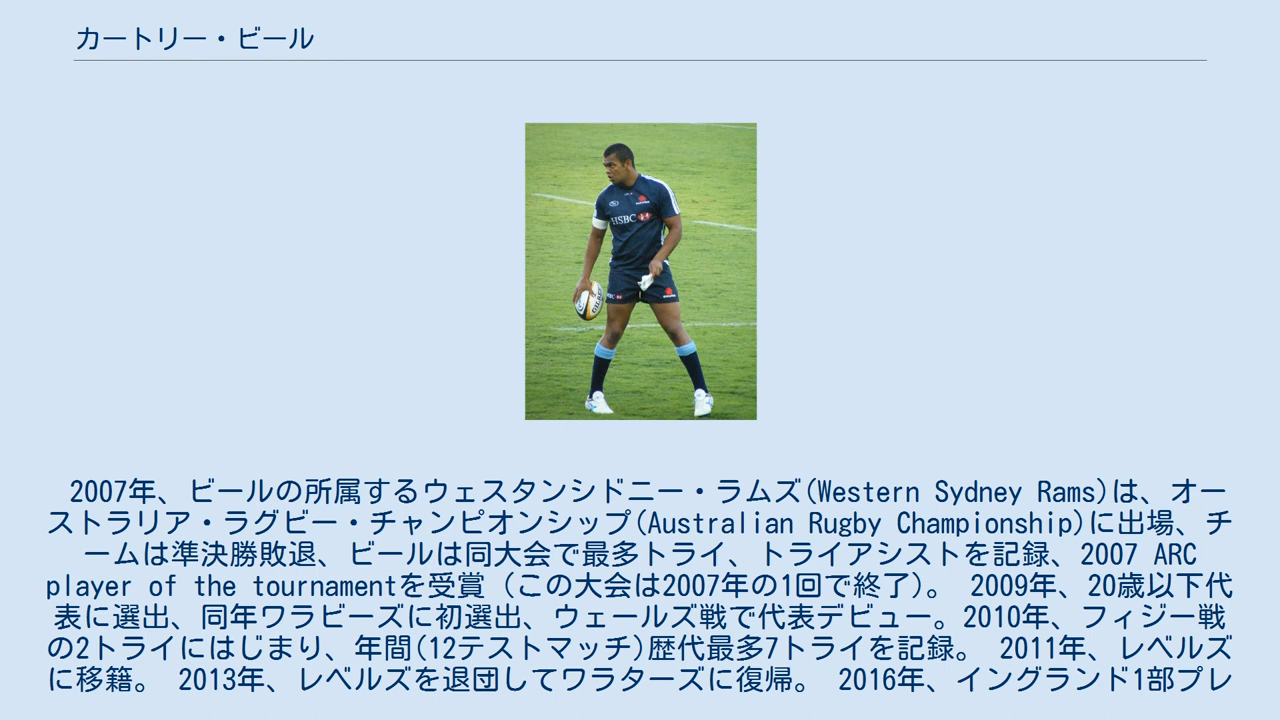 カートリー・ビール
HSBC
GILBERT
2007年、ビールの所属するウェスタンシドニー・ラムズ(Western Sydney Rams)は、オー
ストラリア・ラグビー・チャンピオンシップ(Australian Rugby Championship)に出場、チ
ームは準決勝敗退、ビールは同大会で最多トライ、トライアシストを記録、2007 ARC
player of the tournamentを受賞（この大会は2007年の1回で終了）。 2009年、20歳以下代
表に選出、同年ワラビーズに初選出、ウェールズ戦で代表デビュー。2010年、フィジー戦
の2トライにはじまり、年間(12テストマッチ)歴代最多7トライを記録。 2011年、レベルズ
に移籍。 2013年、レベルズを退団してワラターズに復帰。 2016年、イングランド1部プレ